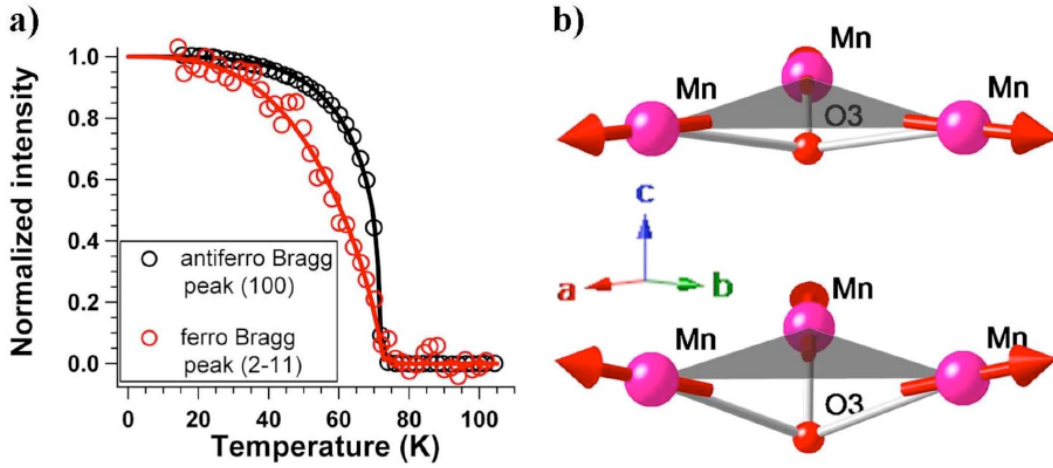 a)
Normalized intensity
1.0
0.8
0.6
0.4
0.2
0.0
antiferro Bragg
peak (100)
ferro Bragg
peak (2-11)
0
20
40
60
80
100
Temperature (K)
b)
Mn
Mn
Mn
O3
c
a
b
Mn
Mn
Mn
O3